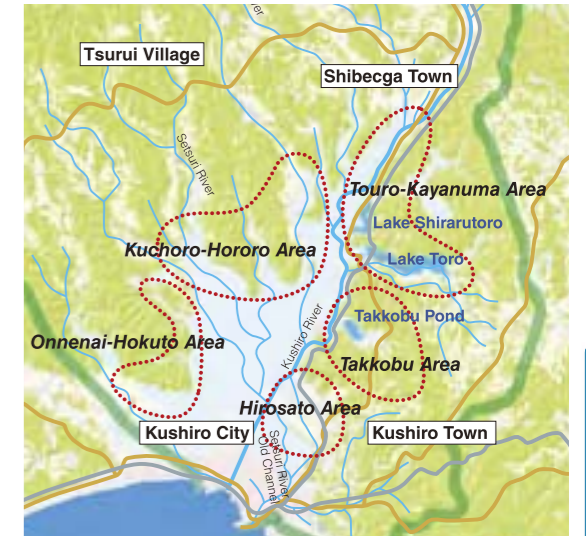 er
Tsurui Village
Shibecga Town
Setsuri River
Touro-Kayanuma Area
Lake Shirarutoro
Kuchoro-Hororo Area
Lake Toro
Takkobu Pond
Kushiro River
Onnenai-Hokuto Area
Takkobu Area
Hirosato Area
Kushiro City
Kushiro Town
Setsuri River
Old Channel